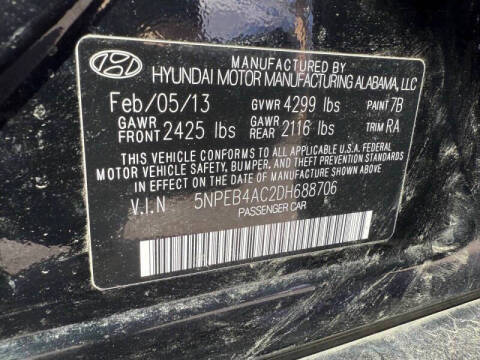 MANUFACTURED BY
HYUNDAI MOTOR MANUFACTURING ALABAMA, LLC
Feb/05/13 GVWR 4299 lbs PAINT 7B
GAWR FRONT 2425 lbs GAWR REAR 2116 lbs TRIM RA
THIS VEHICLE CONFORMS TO ALL APPLICABLE U.S.A. FEDERAL
MOTOR VEHICLE SAFETY, BUMPER, AND THEFT PREVENTION STANDARDS
IN EFFECT ON THE DATE OF MANUFACTURE SHOWN ABOVE.
V.I.N 5NPEB4AC2DH688706
PASSENGER CAR